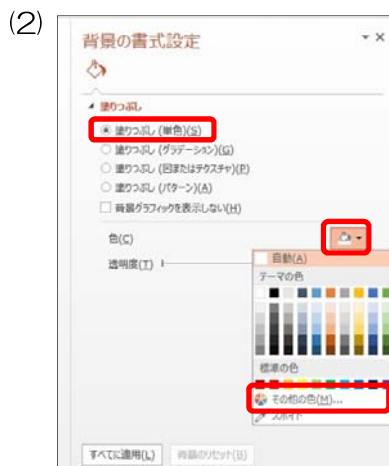 (2)
背景の書式設定
塗りつぶし
塗りつぶし (単色)(S)
塗りつぶし (グラデーション)(G)
塗りつぶし (図またはテクスチャ)(P)
塗りつぶし (パターン)(A)
背景グラフィックを表示しない(H)
色(C)
自動(A)
透明度(T)
テーマの色
標準の色
その他の色(M)...
スポイト
すべてに適用(L)
背景のリセット(B)